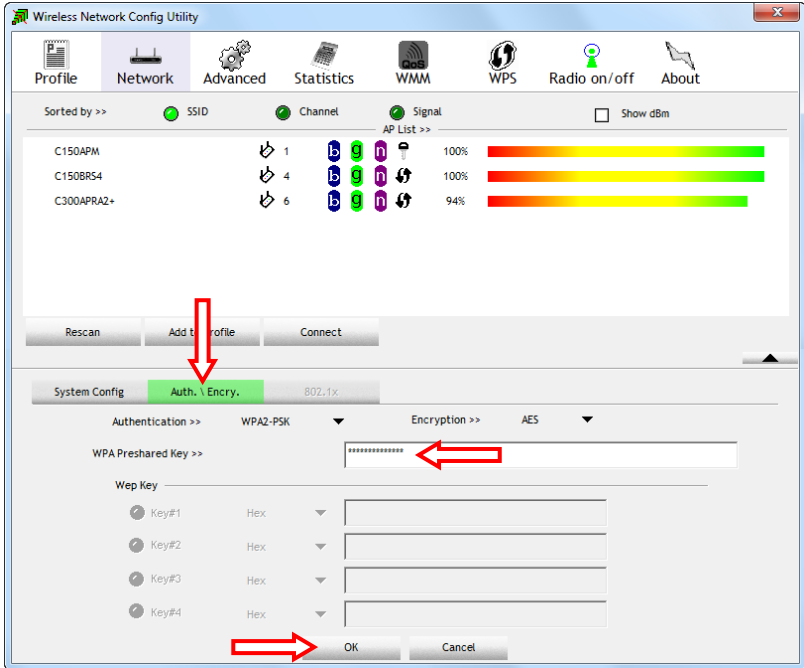 Wireless Network Config Utility
x
Profile Network Advanced Statistics WMM WPS Radio on/off About
QoS
Sorted by >> SSID Channel Signal Show dBm
AP List >>
C150APM 1 b g n 100%
C150BRS4 4 b g n 100%
C300APRA2+ 6 b g n 94%
Rescan Add to Profile Connect
System Config Auth. \ Encry. 802.1x
Authentication >> WPA2-PSK Encryption >> AES
WPA Preshared Key >> **************
Wep Key
Key#1 Hex
Key#2 Hex
Key#3 Hex
Key#4 Hex
OK Cancel